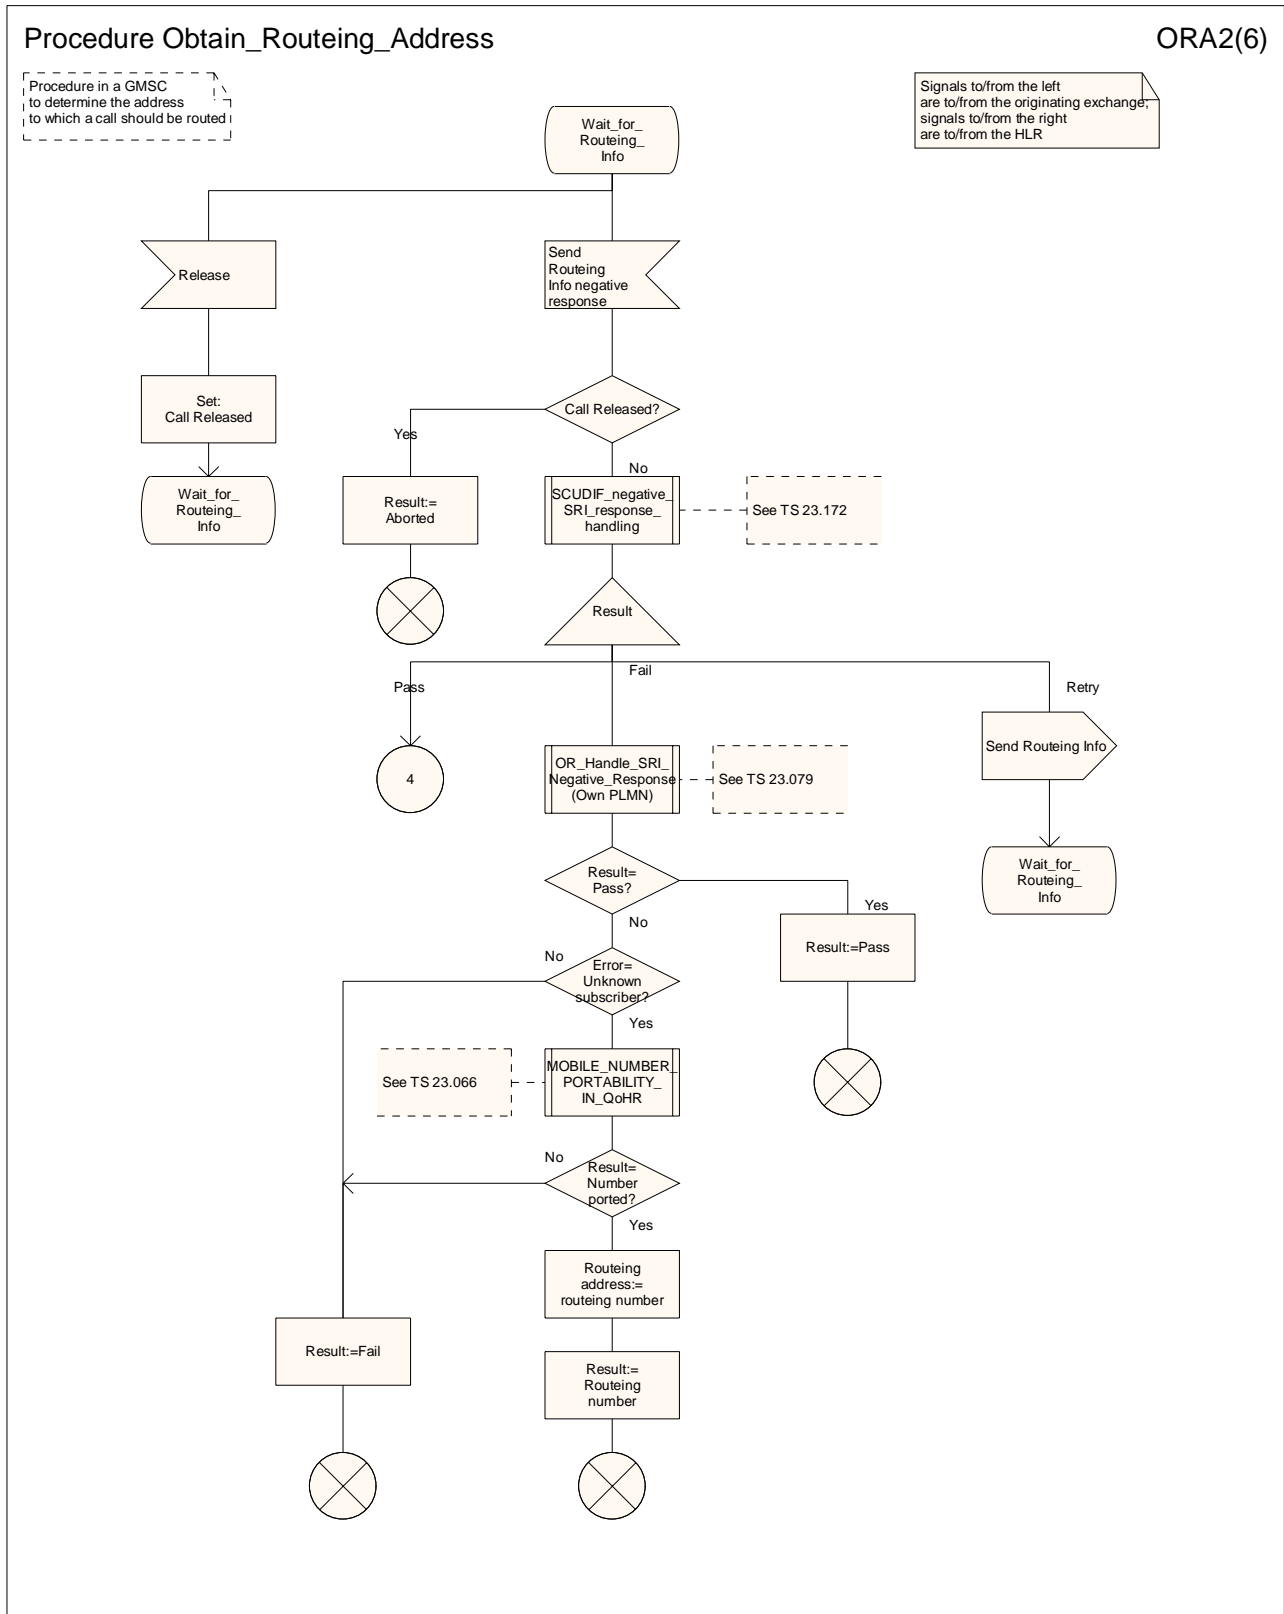 Procedure Obtain_Routeing_Address
ORA2(6)
Procedure in a GMSC
to determine the address
to which a call should be routed
Signals to/from the left
are to/from the originating exchange;
signals to/from the right
are to/from the HLR
Wait_for_
Routeing_
Info
Release
Send
Routeing
Info negative
response
Set:
Call Released
Call Released?
Yes
No
Wait_for_
Routeing_
Info
Result:=
Aborted
SCUDIF_negative_
SRI_response_
handling
See TS 23.172
Result
Pass
Fail
Retry
4
OR_Handle_SRI_
Negative_Response
(Own PLMN)
See TS 23.079
Send Routeing Info
Wait_for_
Routeing_
Info
Result=
Pass?
Yes
No
Result:=Pass
No
Error=
Unknown
subscriber?
Yes
See TS 23.066
MOBILE_NUMBER_
PORTABILITY_
IN_QoHR
No
Result=
Number
ported?
Yes
Routeing
address:=
routeing number
Result:=Fail
Result:=
Routeing
number